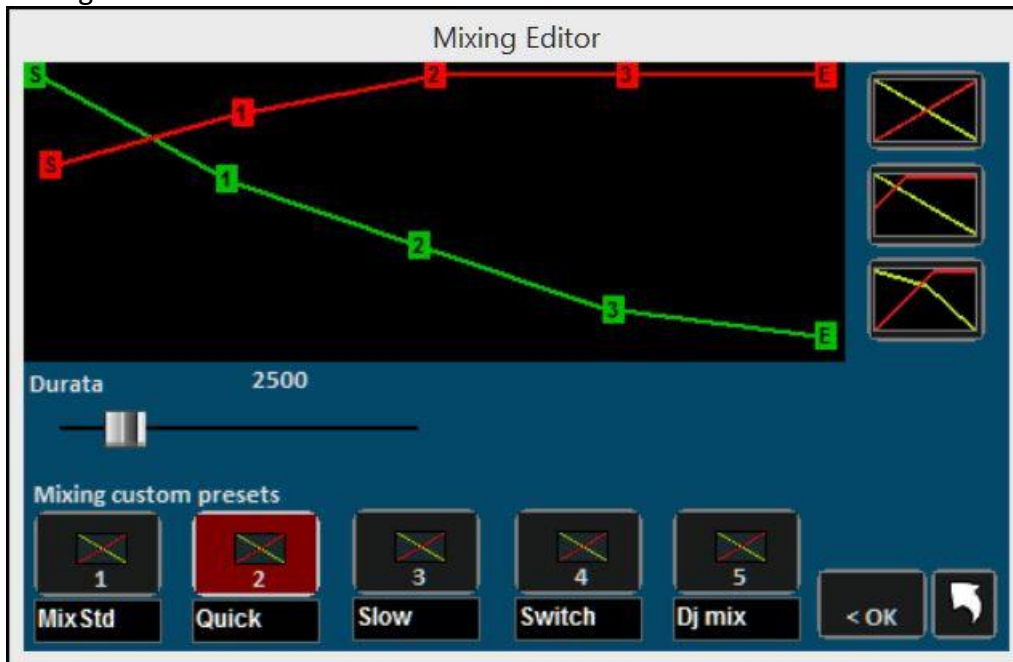 Mixing Editor
S 2 3 E
1
S
1
2
3
E
Durata 2500
Mixing custom presets
1 2 3 4 5
Mix Std Quick Slow Switch Dj mix < OK